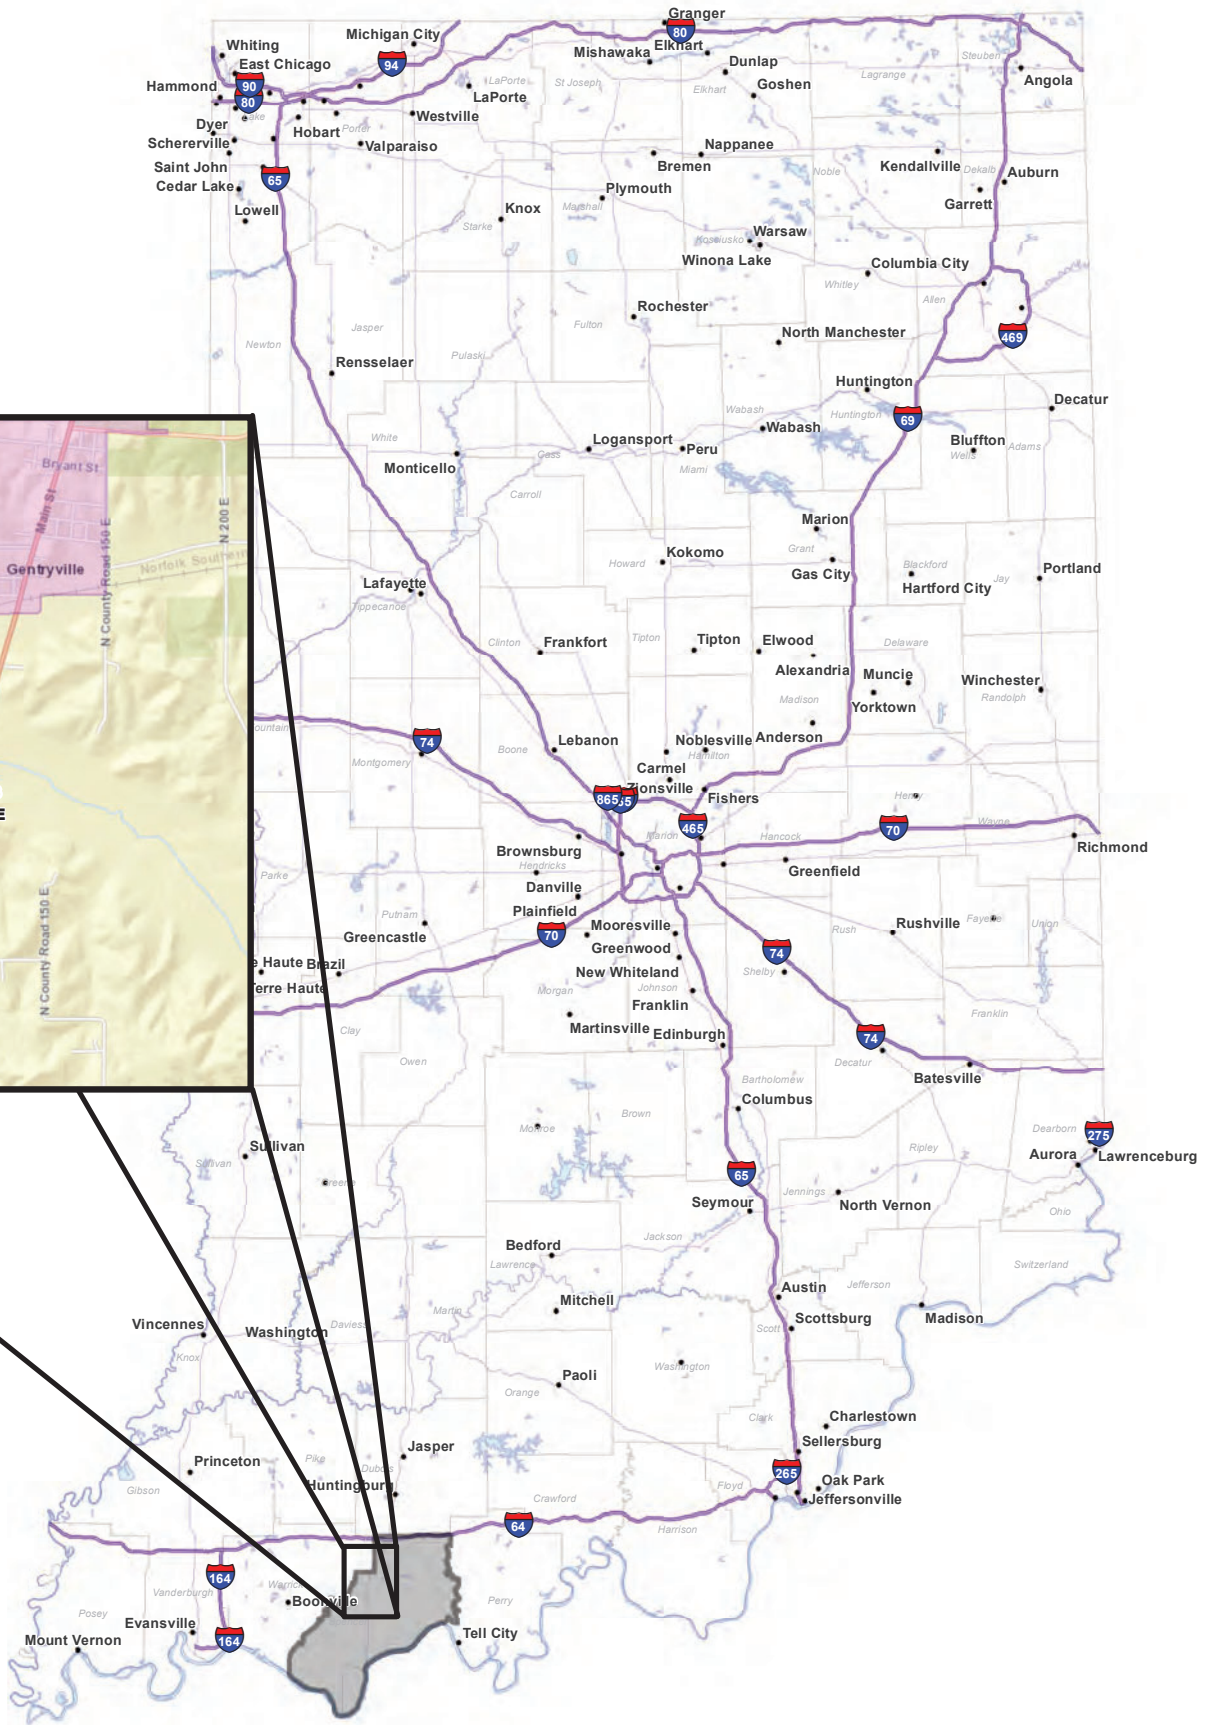 Granger
80
Michigan City
Whiting
Elkhart
Mishawaka
94
East Chicago
Steuben
Dunlap
Angola
Hammond
90
LaPorte
St Joseph
Lagrange
Goshen
Elkhart
80
LaPorte
Westville
Dyer
Hobart
Porter
Schererville
Valparaiso
Nappanee
Saint John
Bremen
Kendallville
Dekalb
Auburn
Noble
65
Cedar Lake
Plymouth
Garrett
Lowell
Knox
Marshall
Starke
Warsaw
Kosciusko
Winona Lake
Columbia City
Whitley
Allen
Rochester
Jasper
Fulton
North Manchester
469
Newton
Pulaski
Rensselaer
Huntington
Decatur
Wabash
Huntington
69
Wabash
White
Logansport
Peru
Bluffton
Adams
Wells
Cass
Monticello
Miami
Bryant St
Carroll
Main St
N 200 E
Marion
Grant
Kokomo
Howard
Gas City
Blackford
Hartford City
Jay
Portland
Norfolk Southern
Gentryville
N County Road 150 E
Lafayette
Tippecanoe
Clinton
Frankfort
Tipton
Tipton
Elwood
Delaware
Alexandria
Muncie
Winchester
Randolph
Madison
Yorktown
ountain
74
Lebanon
Boone
Noblesville
Anderson
Hamilton
Montgomery
Carmel
Zionsville
865
65
Fishers
Henry
E
465
70
Wayne
Marion
Hancock
Richmond
Brownsburg
Hendricks
Greenfield
Parke
Danville
N County Road 150 E
Plainfield
Putnam
Greencastle
70
Mooresville
Rush
Rushville
Fayette
Union
Greenwood
74
e Haute
Brazil
New Whiteland
Shelby
Terre Haute
Morgan
Johnson
Franklin
Franklin
Clay
Martinsville
Edinburgh
74
Owen
Decatur
Batesville
Bartholomew
Columbus
Brown
Monroe
Dearborn
275
Sullivan
Ripley
Aurora
Lawrenceburg
Sullivan
65
Greene
Jennings
Seymour
North Vernon
Ohio
Jackson
Bedford
Lawrence
Switzerland
Austin
Jefferson
Mitchell
Martin
Vincennes
Washington
Daviess
Scottsburg
Scott
Madison
Knox
Washington
Paoli
Orange
Charlestown
Clark
Jasper
Sellersburg
Princeton
Pike
Dubois
265
Gibson
Huntingburg
Floyd
Oak Park
Crawford
Jeffersonville
64
Harrison
164
Warrick
Vanderburgh
Boonville
Perry
Posey
Evansville
164
Mount Vernon
Tell City